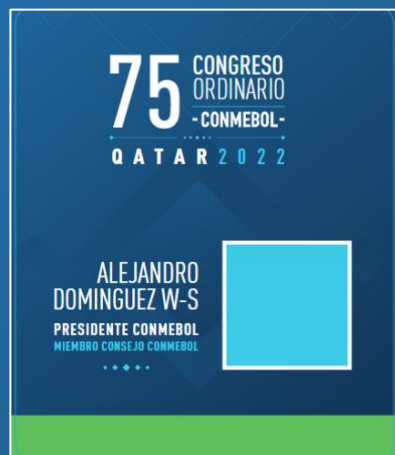 75 CONGRESO
ORDINARIO
-CONMEBOL-
QATAR 2022
ALEJANDRO
DOMINGUEZ W-S
PRESIDENTE CONMEBOL
MIEMBRO CONSEJO CONMEBOL